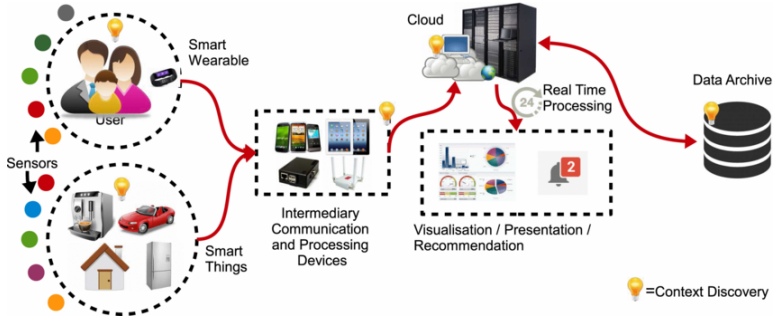 Smart
Wearable
User
Sensors
Smart
Things
Intermediary
Communication
and Processing
Devices
Cloud
24
Real Time
Processing
2
Visualisation / Presentation /
Recommendation
Data Archive
=Context Discovery